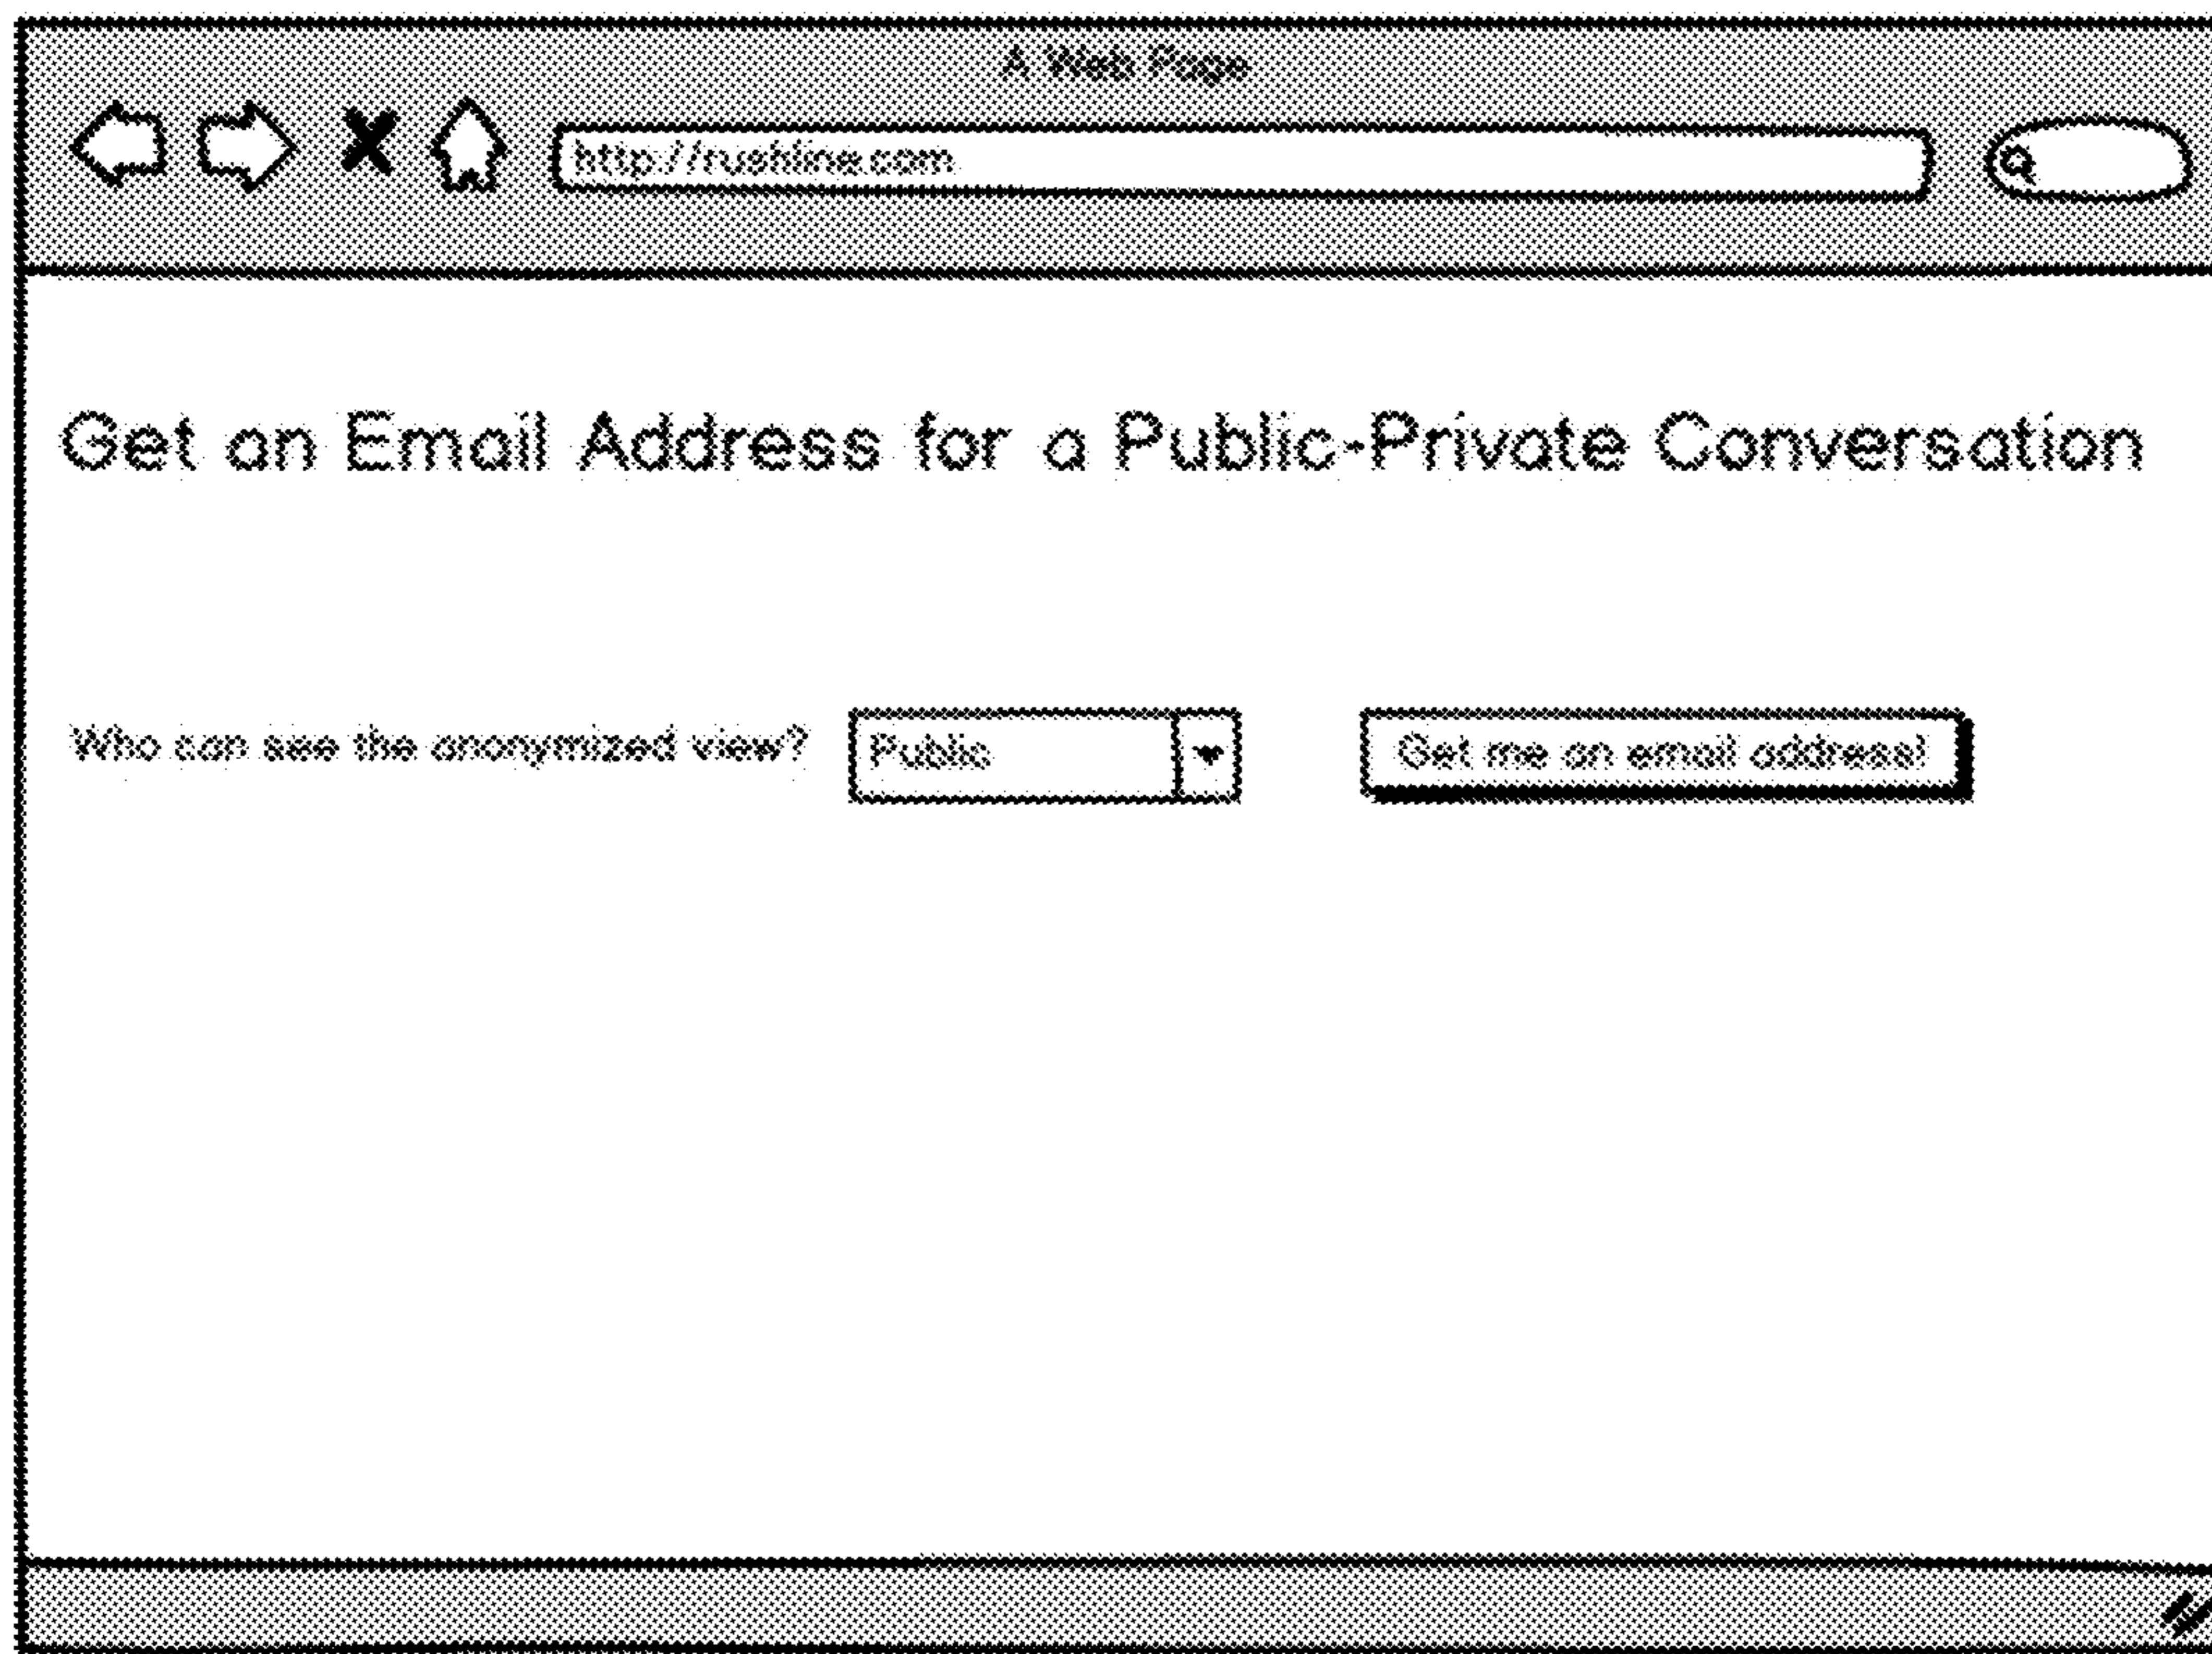 A Web Page
http://rushline.com
Get an Email Address for a Public-Private Conversation
Who can see the anonymized view? Public Get me an email address!